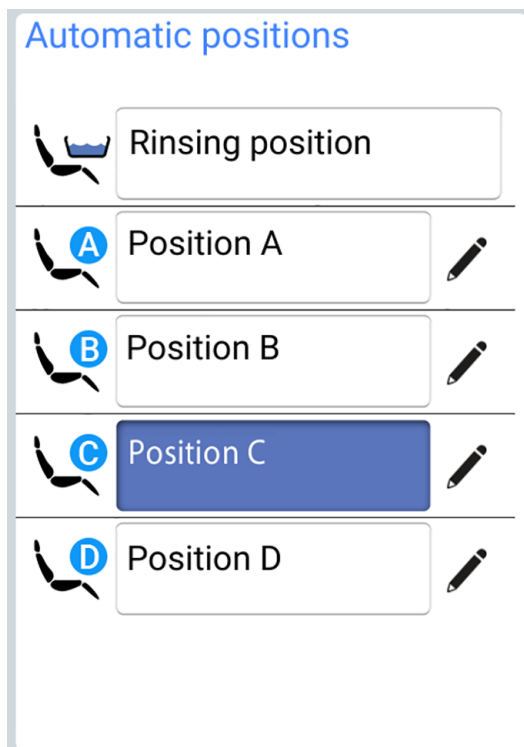 Automatic positions
Rinsing position
A Position A
B Position B
C Position C
D Position D